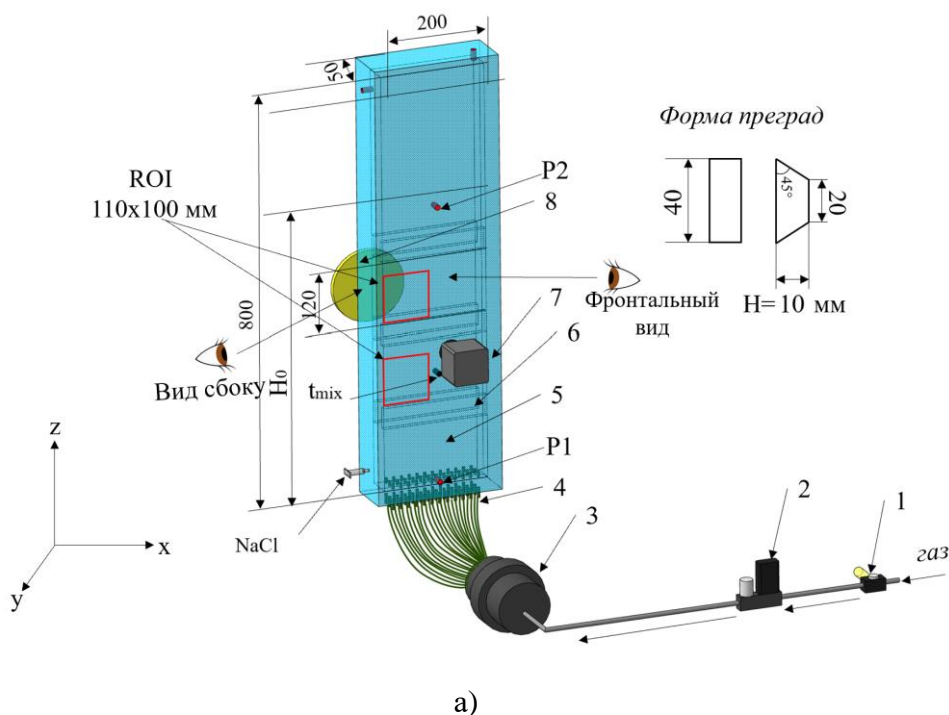 200
50
Форма преград
P2
ROI
110x100 мм
8
40
45°
20
H= 10 мм
120
800
H0
7
Фронтальный
вид
6
Вид сбоку
tmix
5
z
P1
4
3
2
1
NaCl
газ
x
y
а)